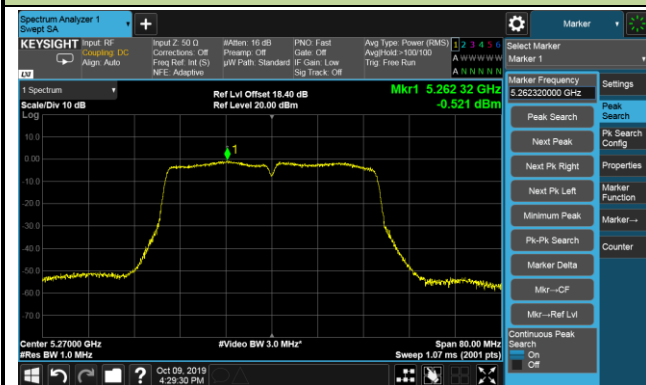 Spectrum Analyzer 1
Swept SA
+
Marker
KEYSIGHT
Input: RF
Coupling: DC
Align: Auto
Input Z: 50 Ω
Corrections: Off
Freq Ref: Int (S)
NFE: Adaptive
#Atten: 16 dB
Preamp: Off
µW Path: Standard
PNO: Fast
Gate: Off
IF Gain: Low
Sig Track: Off
Avg Type: Power (RMS)
Avg|Hold:>100/100
Trig: Free Run
1 2 3 4 5 6
A W W W W W
A N N N N N
LXI
Select Marker
Marker 1
1 Spectrum
Scale/Div 10 dB
Log
Ref Lvl Offset 18.40 dB
Ref Level 20.00 dBm
Mkr1 5.262 32 GHz
-0.521 dBm
10.0
0.00
-10.0
-20.0
-30.0
-40.0
-50.0
-60.0
-70.0
1
Center 5.27000 GHz
#Res BW 1.0 MHz
#Video BW 3.0 MHz*
Span 80.00 MHz
Sweep 1.07 ms (2001 pts)
Marker Frequency
5.262320000 GHz
Peak Search
Next Peak
Next Pk Right
Next Pk Left
Minimum Peak
Pk-Pk Search
Marker Delta
Mkr→CF
Mkr→Ref Lvl
Continuous Peak
Search
On
Off
Settings
Peak
Search
Pk Search
Config
Properties
Marker
Function
Marker→
Counter
?
Oct 09, 2019
4:29:30 PM